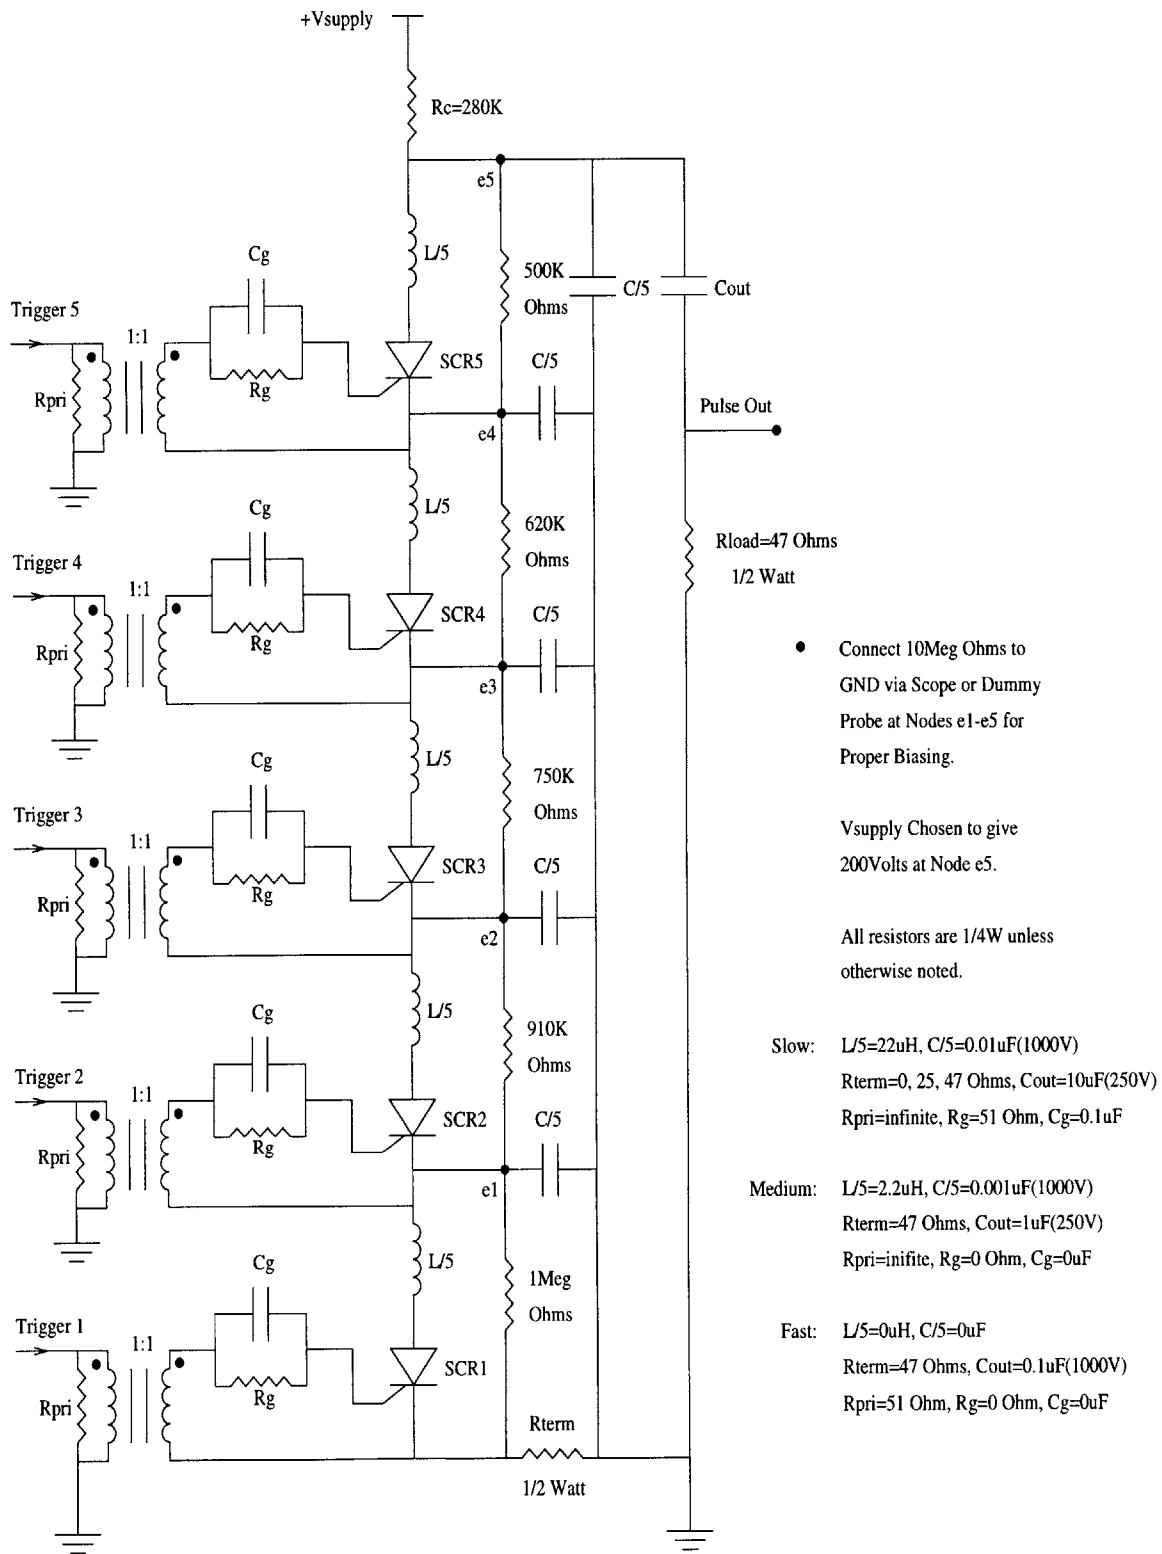 +Vsupply
Rc=280K
e5
Cg
L/5
500K
Ohms
C/5
Cout
Trigger 5
1:1
SCR5
C/5
Rpri
Rg
Pulse Out
e4
Cg
L/5
620K
Ohms
Rload=47 Ohms
1/2 Watt
Trigger 4
1:1
SCR4
C/5
Rpri
Rg
e3
Connect 10Meg Ohms to
GND via Scope or Dummy
Probe at Nodes e1-e5 for
Proper Biasing.
Cg
L/5
750K
Ohms
Trigger 3
1:1
SCR3
C/5
Rpri
Rg
e2
Vsupply Chosen to give
200Volts at Node e5.
All resistors are 1/4W unless
otherwise noted.
Cg
L/5
910K
Ohms
Trigger 2
1:1
SCR2
C/5
Rpri
Rg
e1
Slow: L/5=22uH, C/5=0.01uF(1000V)
Rterm=0, 25, 47 Ohms, Cout=10uF(250V)
Rpri=infinite, Rg=51 Ohm, Cg=0.1uF
Medium: L/5=2.2uH, C/5=0.001uF(1000V)
Rterm=47 Ohms, Cout=1uF(250V)
Rpri=inifite, Rg=0 Ohm, Cg=0uF
Cg
L/5
1Meg
Ohms
Trigger 1
1:1
SCR1
Rpri
Rg
Rterm
1/2 Watt
Fast: L/5=0uH, C/5=0uF
Rterm=47 Ohms, Cout=0.1uF(1000V)
Rpri=51 Ohm, Rg=0 Ohm, Cg=0uF